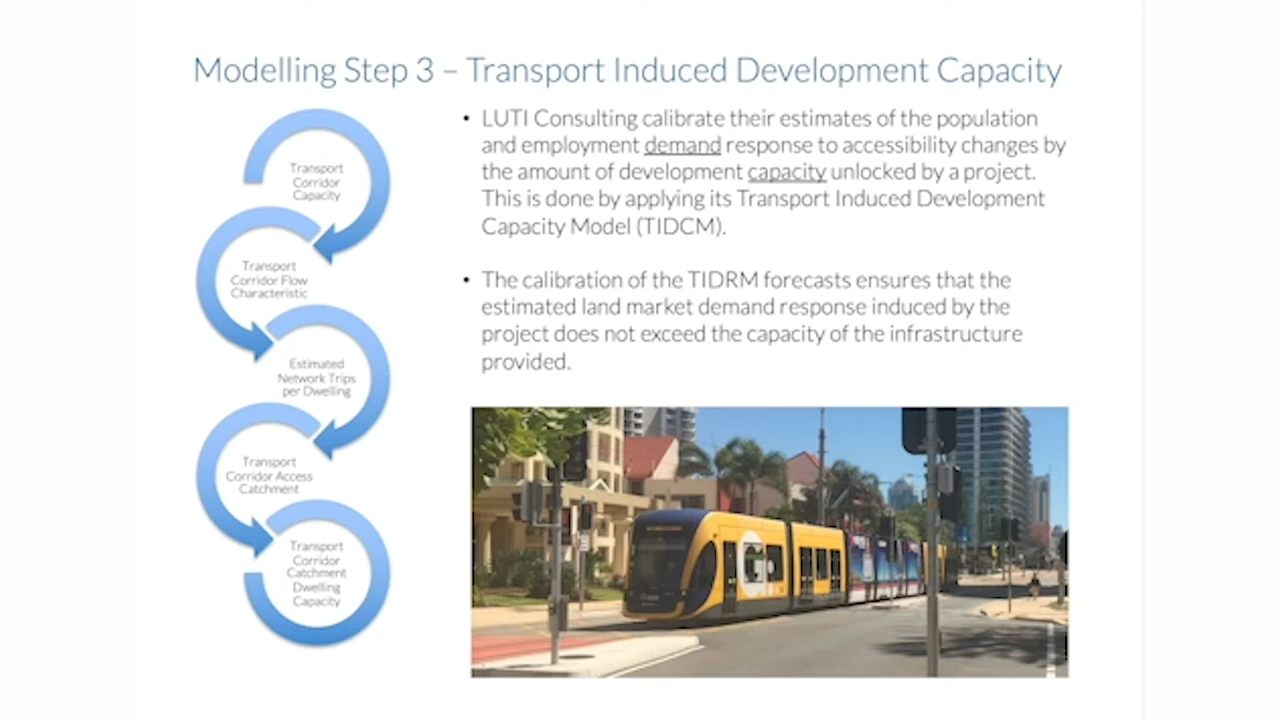 Modelling Step 3 – Transport Induced Development Capacity
Transport
Corridor
Capacity
Transport
Corridor Flow
Characteristic
Estimated
Network Trips
per Dwelling
Transport
Corridor Access
Catchment
Transport
Corridor
Catchment
Dwelling
Capacity
• LUTI Consulting calibrate their estimates of the population
and employment demand response to accessibility changes by
the amount of development capacity unlocked by a project.
This is done by applying its Transport Induced Development
Capacity Model (TIDCM).
• The calibration of the TIDRM forecasts ensures that the
estimated land market demand response induced by the
project does not exceed the capacity of the infrastructure
provided.